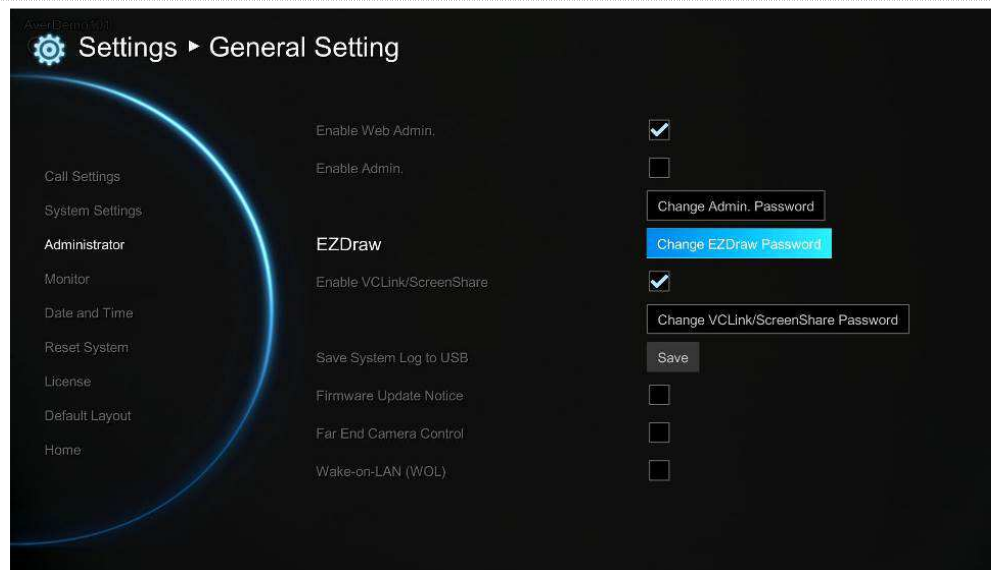 AverDemo101
Settings ▸ General Setting
Enable Web Admin.
Enable Admin.
Call Settings
Change Admin. Password
System Settings
Administrator
EZDraw
Change EZDraw Password
Monitor
Enable VCLink/ScreenShare
Date and Time
Change VCLink/ScreenShare Password
Reset System
Save System Log to USB
Save
License
Firmware Update Notice
Default Layout
Far End Camera Control
Home
Wake-on-LAN (WOL)